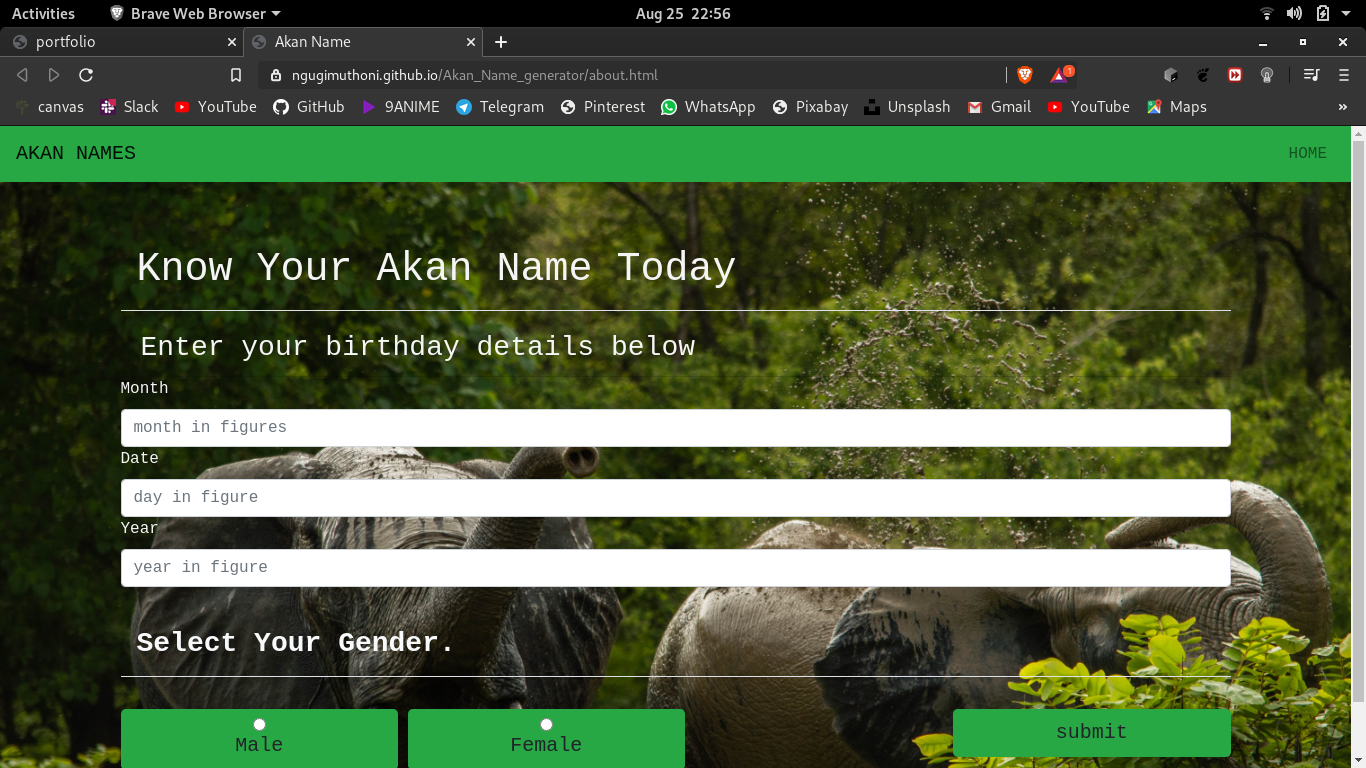 Activities Brave Web Browser Aug 25 22:56
portfolio Akan Name
ngugimuthoni.github.io/Akan_Name_generator/about.html 1
canvas Slack YouTube GitHub 9ANIME Telegram Pinterest WhatsApp Pixabay Unsplash Gmail YouTube Maps »
AKAN NAMES HOME
Know Your Akan Name Today
Enter your birthday details below
Month
month in figures
Date
day in figure
Year
year in figure
Select Your Gender.
Male Female submit